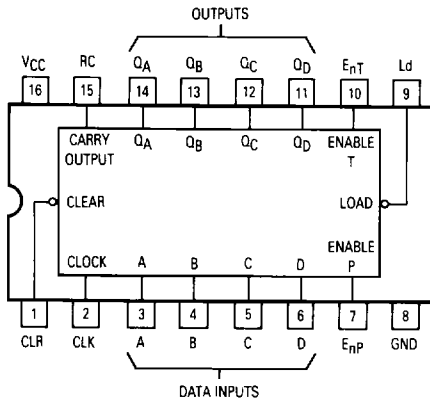 OUTPUTS
VCC RC QA QB QC QD EnT Ld
16 15 14 13 12 11 10 9
CARRY OUTPUT QA QB QC QD ENABLE T
CLEAR LOAD
ENABLE P
CLOCK A B C D
1 2 3 4 5 6 7 8
CLR CLK A B C D EnP GND
DATA INPUTS